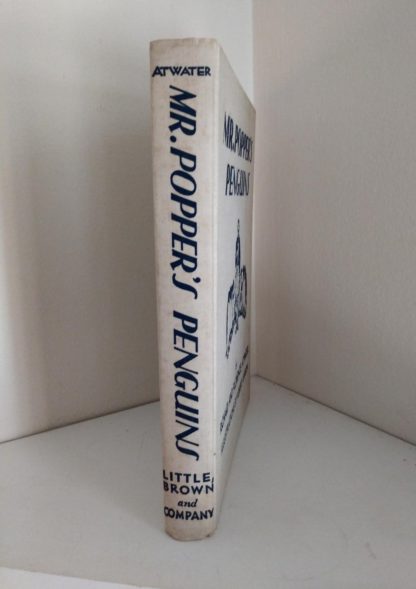 ATWATER
MR. POPPER'S PENGUINS
LITTLE,
BROWN
and
COMPANY
MR. POPPER'S
PENGUINS